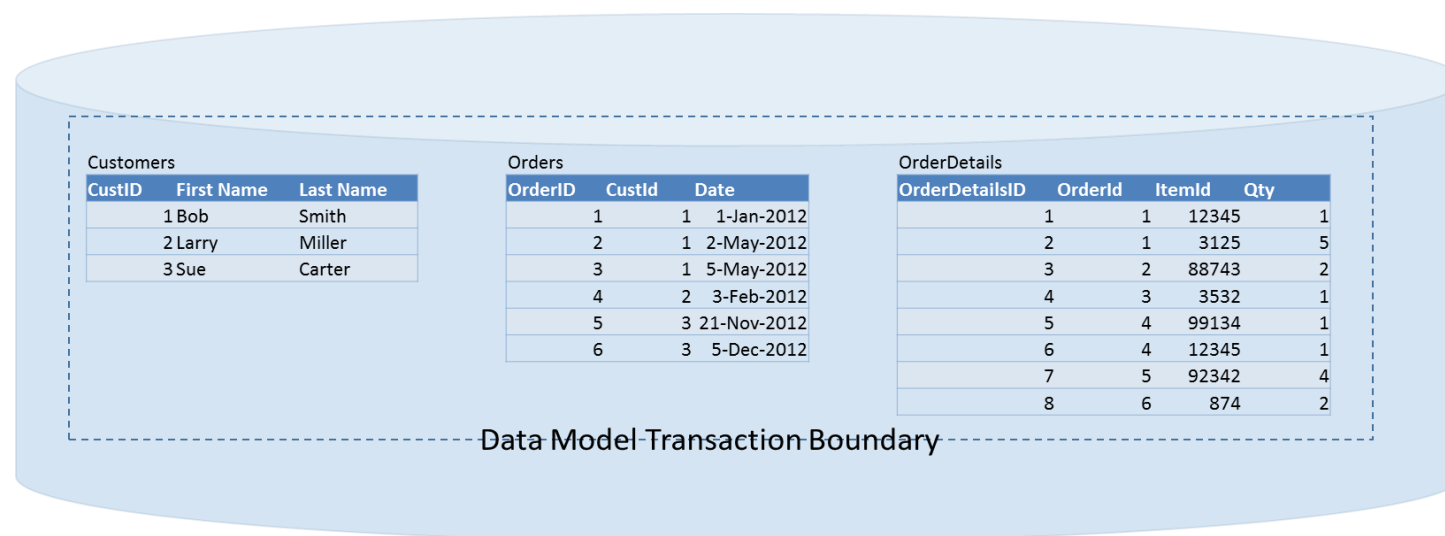 Customers
CustID First Name Last Name
1 Bob Smith
2 Larry Miller
3 Sue Carter
Orders
OrderID CustId Date
1 1 1-Jan-2012
2 1 2-May-2012
3 1 5-May-2012
4 2 3-Feb-2012
5 3 21-Nov-2012
6 3 5-Dec-2012
OrderDetails
OrderDetailsID OrderId ItemId Qty
1 1 12345 1
2 1 3125 5
3 2 88743 2
4 3 3532 1
5 4 99134 1
6 4 12345 1
7 5 92342 4
8 6 874 2
Data Model Transaction Boundary